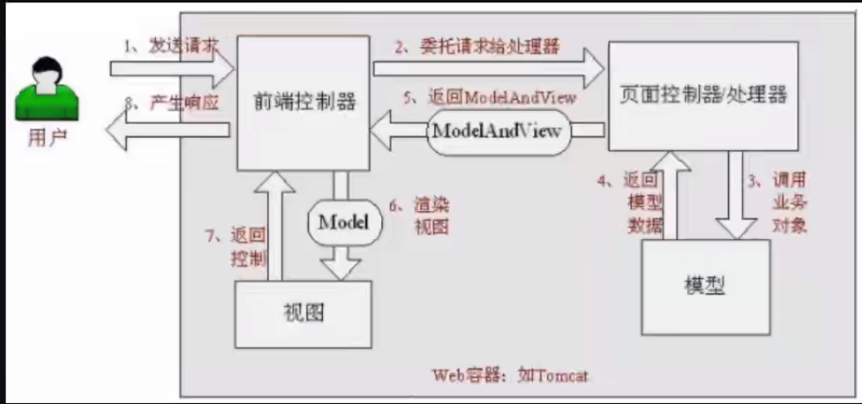 1、发送请求
2、委托请求给处理器
前端控制器
页面控制器/处理器
5、返回ModelAndView
ModelAndView
8、产生响应
用户
4、返回
模型
数据
3、调用
业务
对象
6、渲染
视图
Model
7、返回
控制
视图
模型
Web容器：如Tomcat